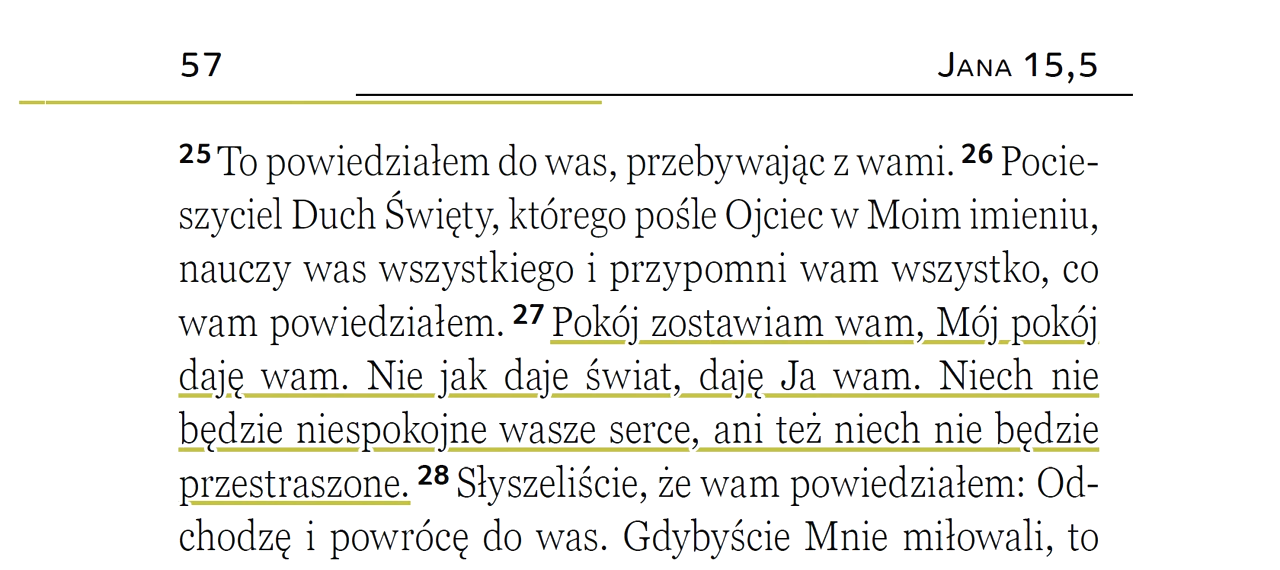 57 Jana 15,5
25 To powiedziałem do was, przebywając z wami. 26 Pocie-
szyciel Duch Święty, którego pośle Ojciec w Moim imieniu,
nauczy was wszystkiego i przypomni wam wszystko, co
wam powiedziałem. 27 Pokój zostawiam wam, Mój pokój
daję wam. Nie jak daje świat, daję Ja wam. Niech nie
będzie niespokojne wasze serce, ani też niech nie będzie
przestraszone. 28 Słyszeliście, że wam powiedziałem: Od-
chodzę i powrócę do was. Gdybyście Mnie miłowali, to